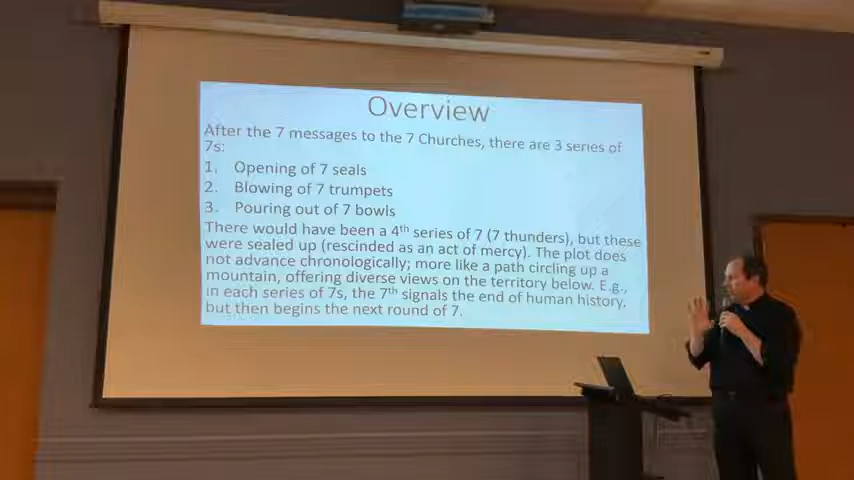 Overview
After the 7 messages to the 7 Churches, there are 3 series of
7s:
1. Opening of 7 seals
2. Blowing of 7 trumpets
3. Pouring out of 7 bowls
There would have been a 4th series of 7 (7 thunders), but these
were sealed up (rescinded as an act of mercy). The plot does
not advance chronologically; more like a path circling up a
mountain, offering diverse views on the territory below. E.g.,
in each series of 7s, the 7th signals the end of human history,
but then begins the next round of 7.